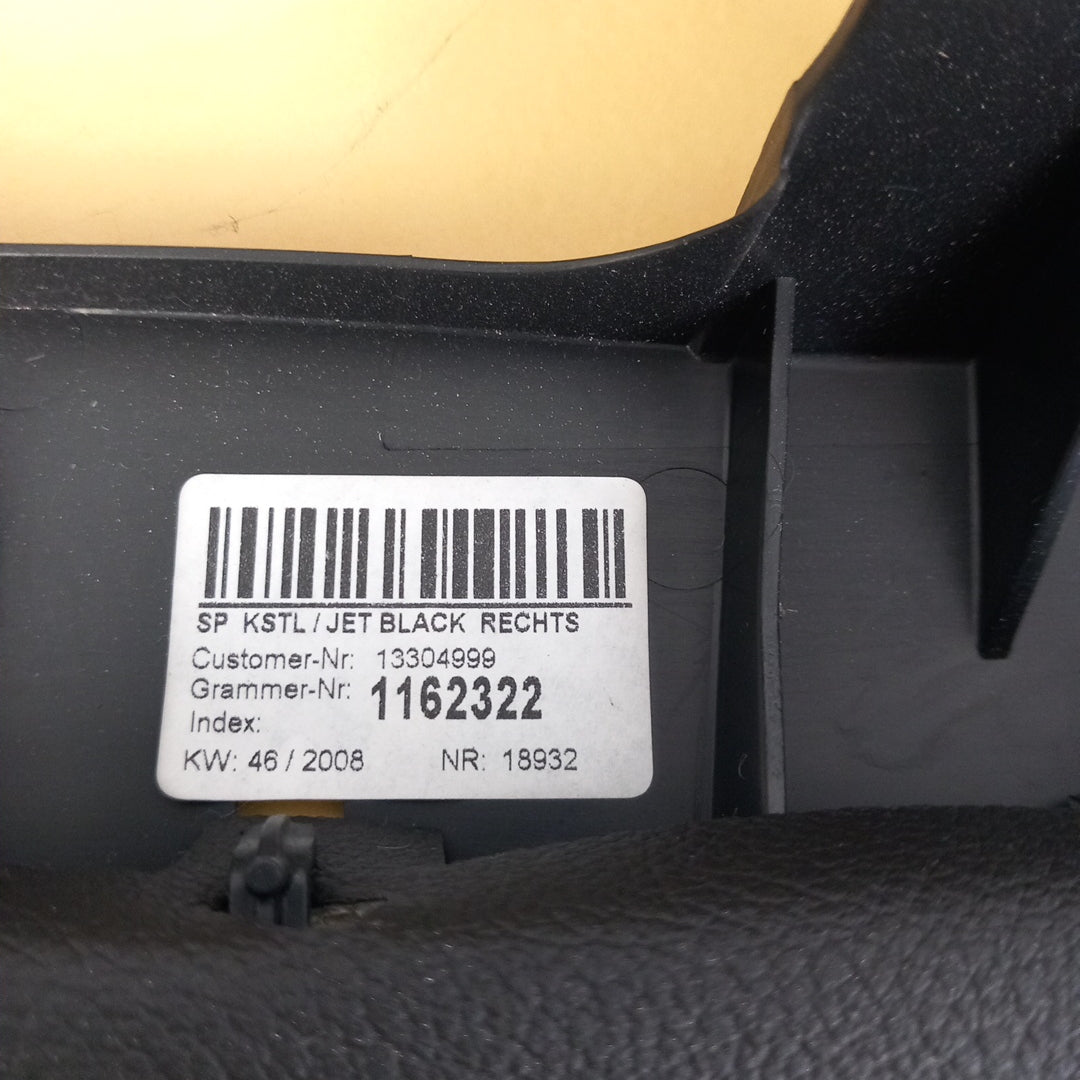 SP KSTL / JET BLACK RECHTS
Customer-Nr: 13304999
Grammer-Nr: 1162322
Index:
KW: 46 / 2008 NR: 18932